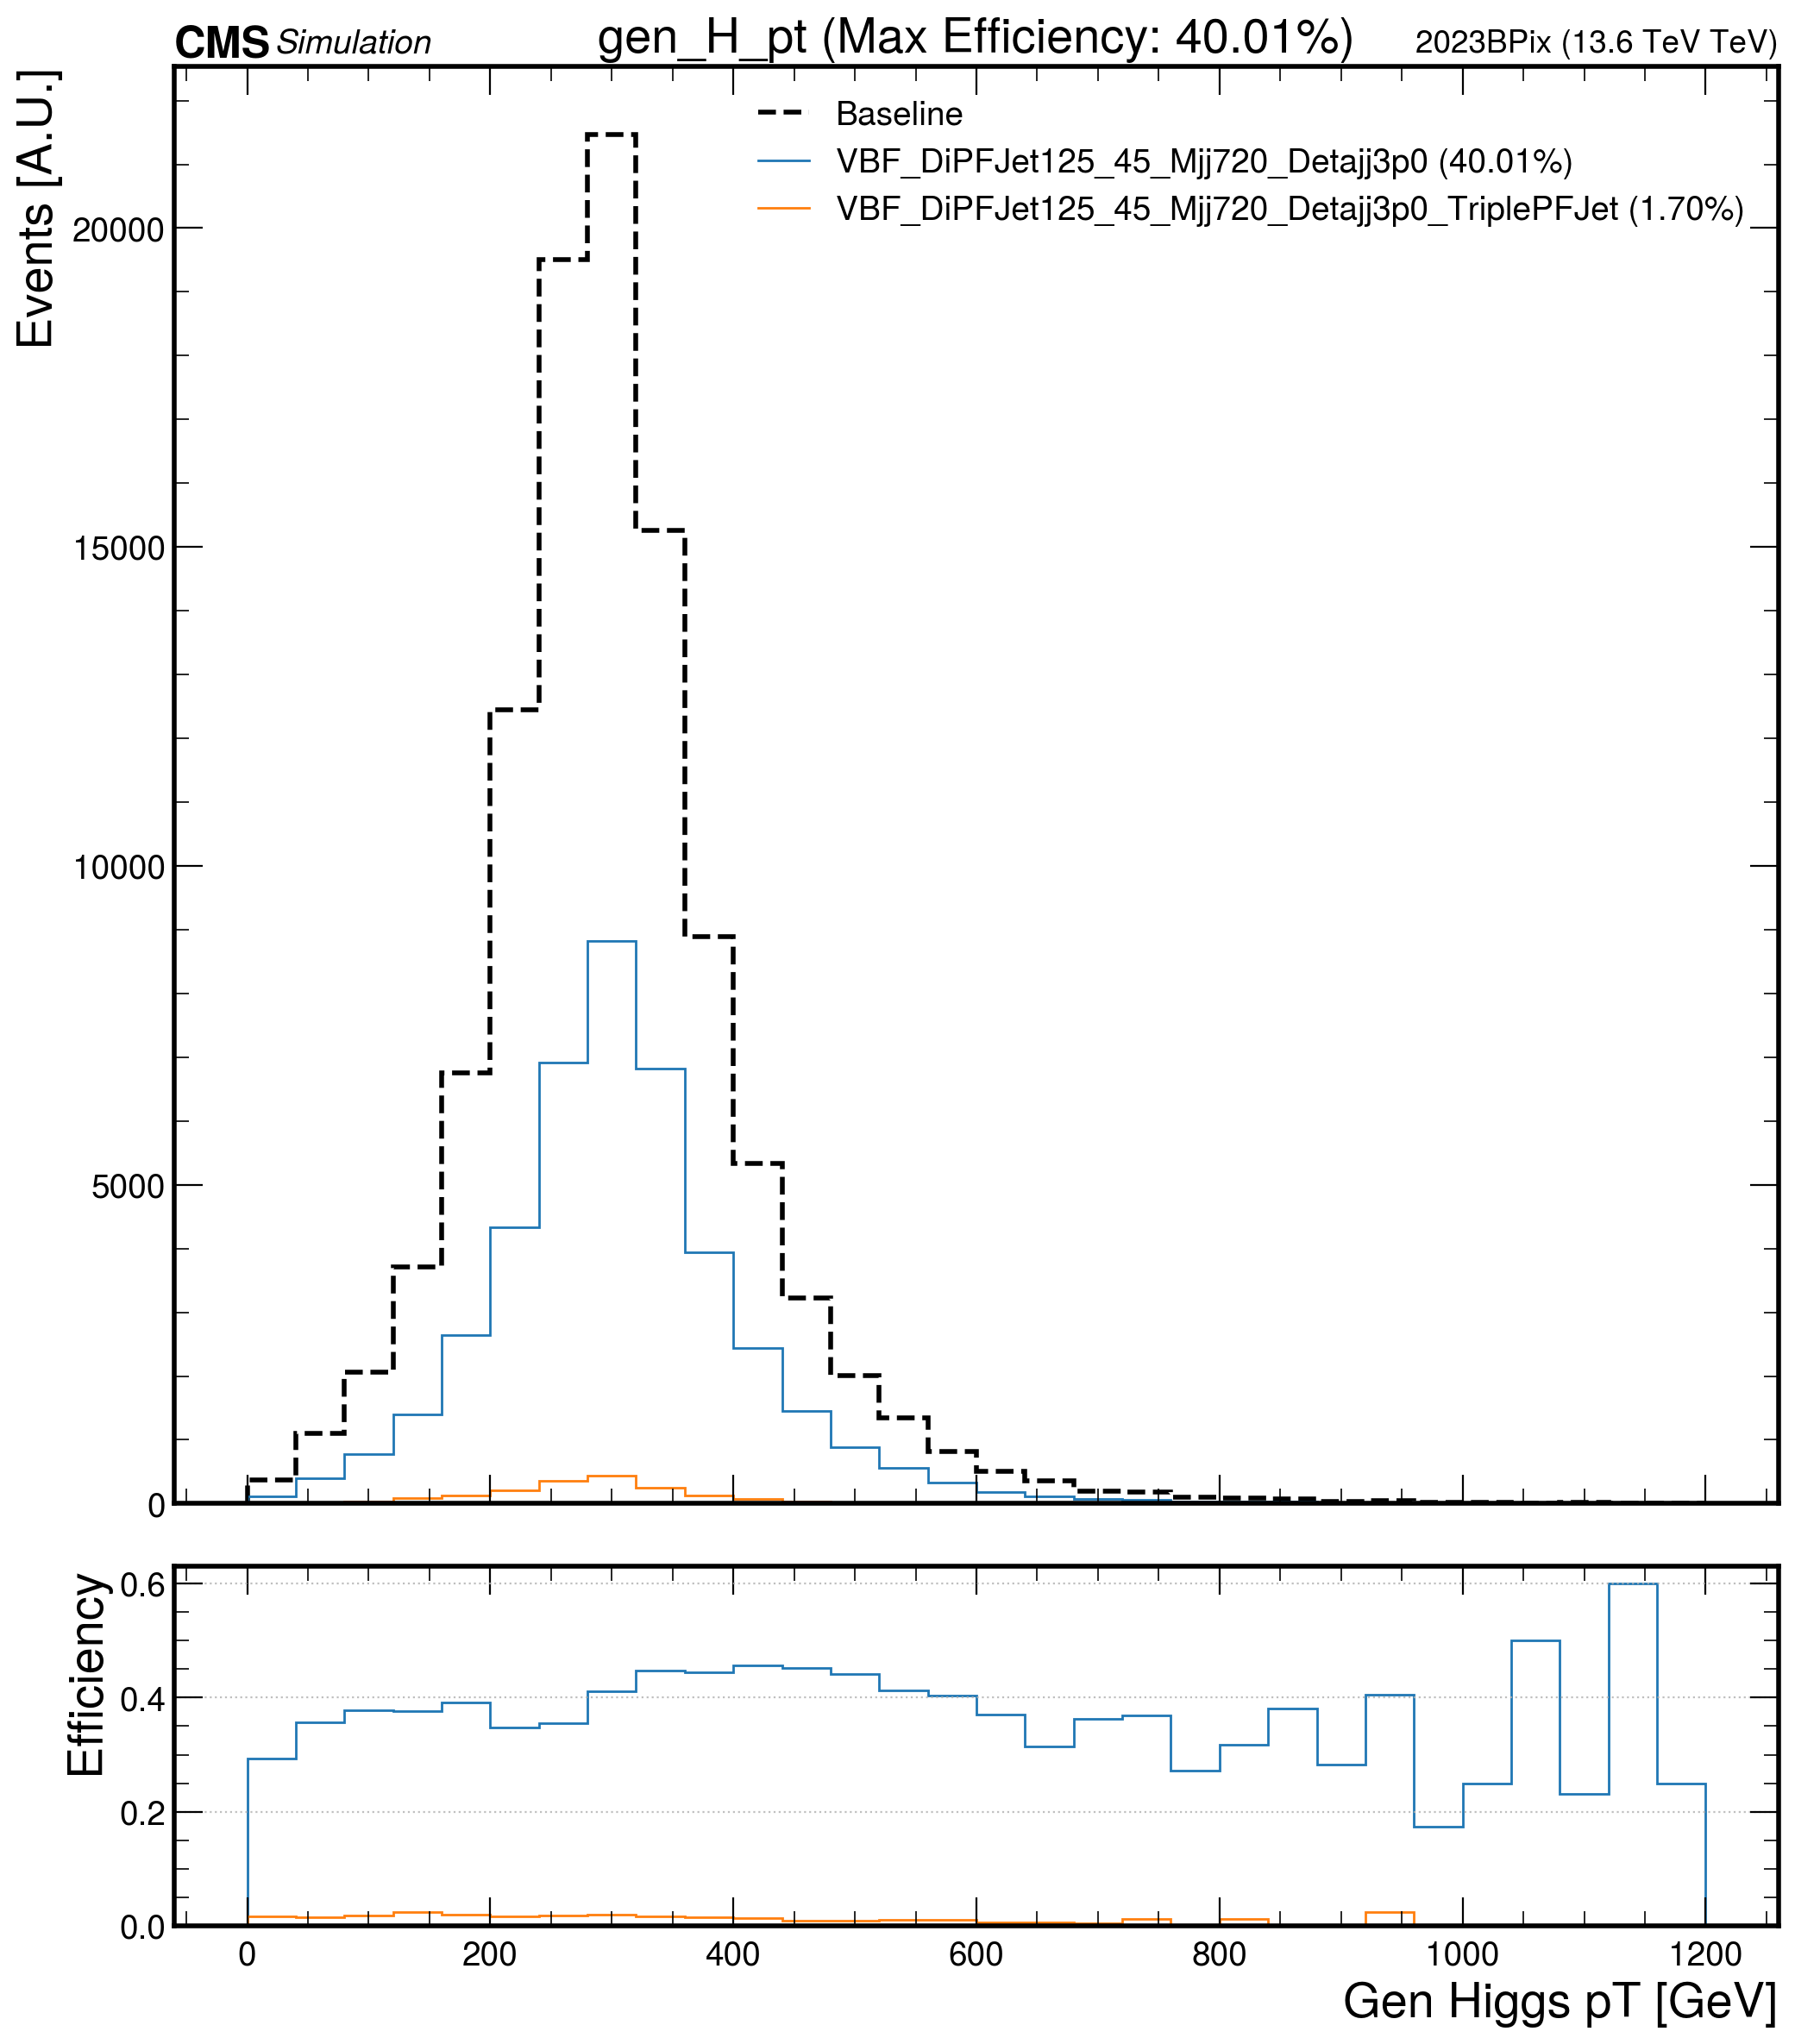 CMS Simulation gen_H_pt (Max Efficiency: 40.01%) 2023BPix (13.6 TeV TeV)
Events [A.U.]
Baseline
VBF_DiPFJet125_45_Mjj720_Detajj3p0 (40.01%)
VBF_DiPFJet125_45_Mjj720_Detajj3p0_TriplePFJet (1.70%)
20000
15000
10000
5000
0
Efficiency
0.6
0.4
0.2
0.0
0 200 400 600 800 1000 1200
Gen Higgs pT [GeV]